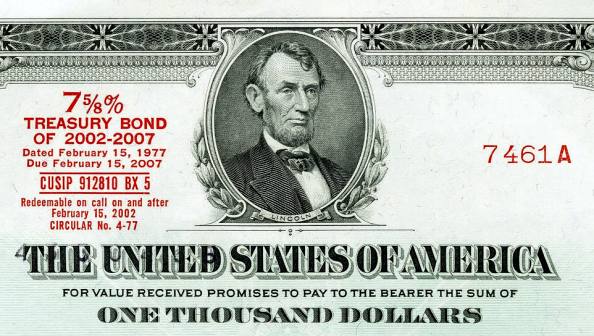 7⅝%
TREASURY BOND
OF 2002-2007
Dated February 15, 1977
Due February 15, 2007
CUSIP 912810 BX 5
Redeemable on call on and after
February 15, 2002
CIRCULAR No. 4-77
LINCOLN
7461A
THE UNITED STATES OF AMERICA
FOR VALUE RECEIVED PROMISES TO PAY TO THE BEARER THE SUM OF
ONE THOUSAND DOLLARS